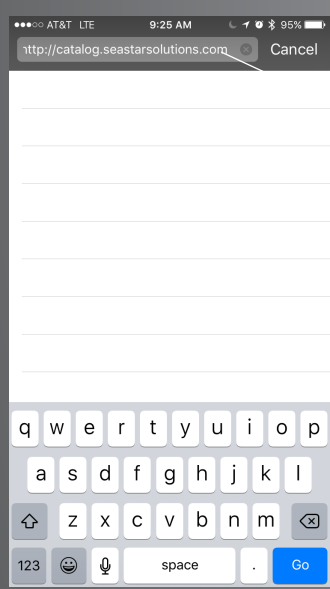 AT&T LTE 9:25 AM 95%
http://catalog.seastarsolutions.com Cancel
q w e r t y u i o p
a s d f g h j k l
z x c v b n m
123 space . Go